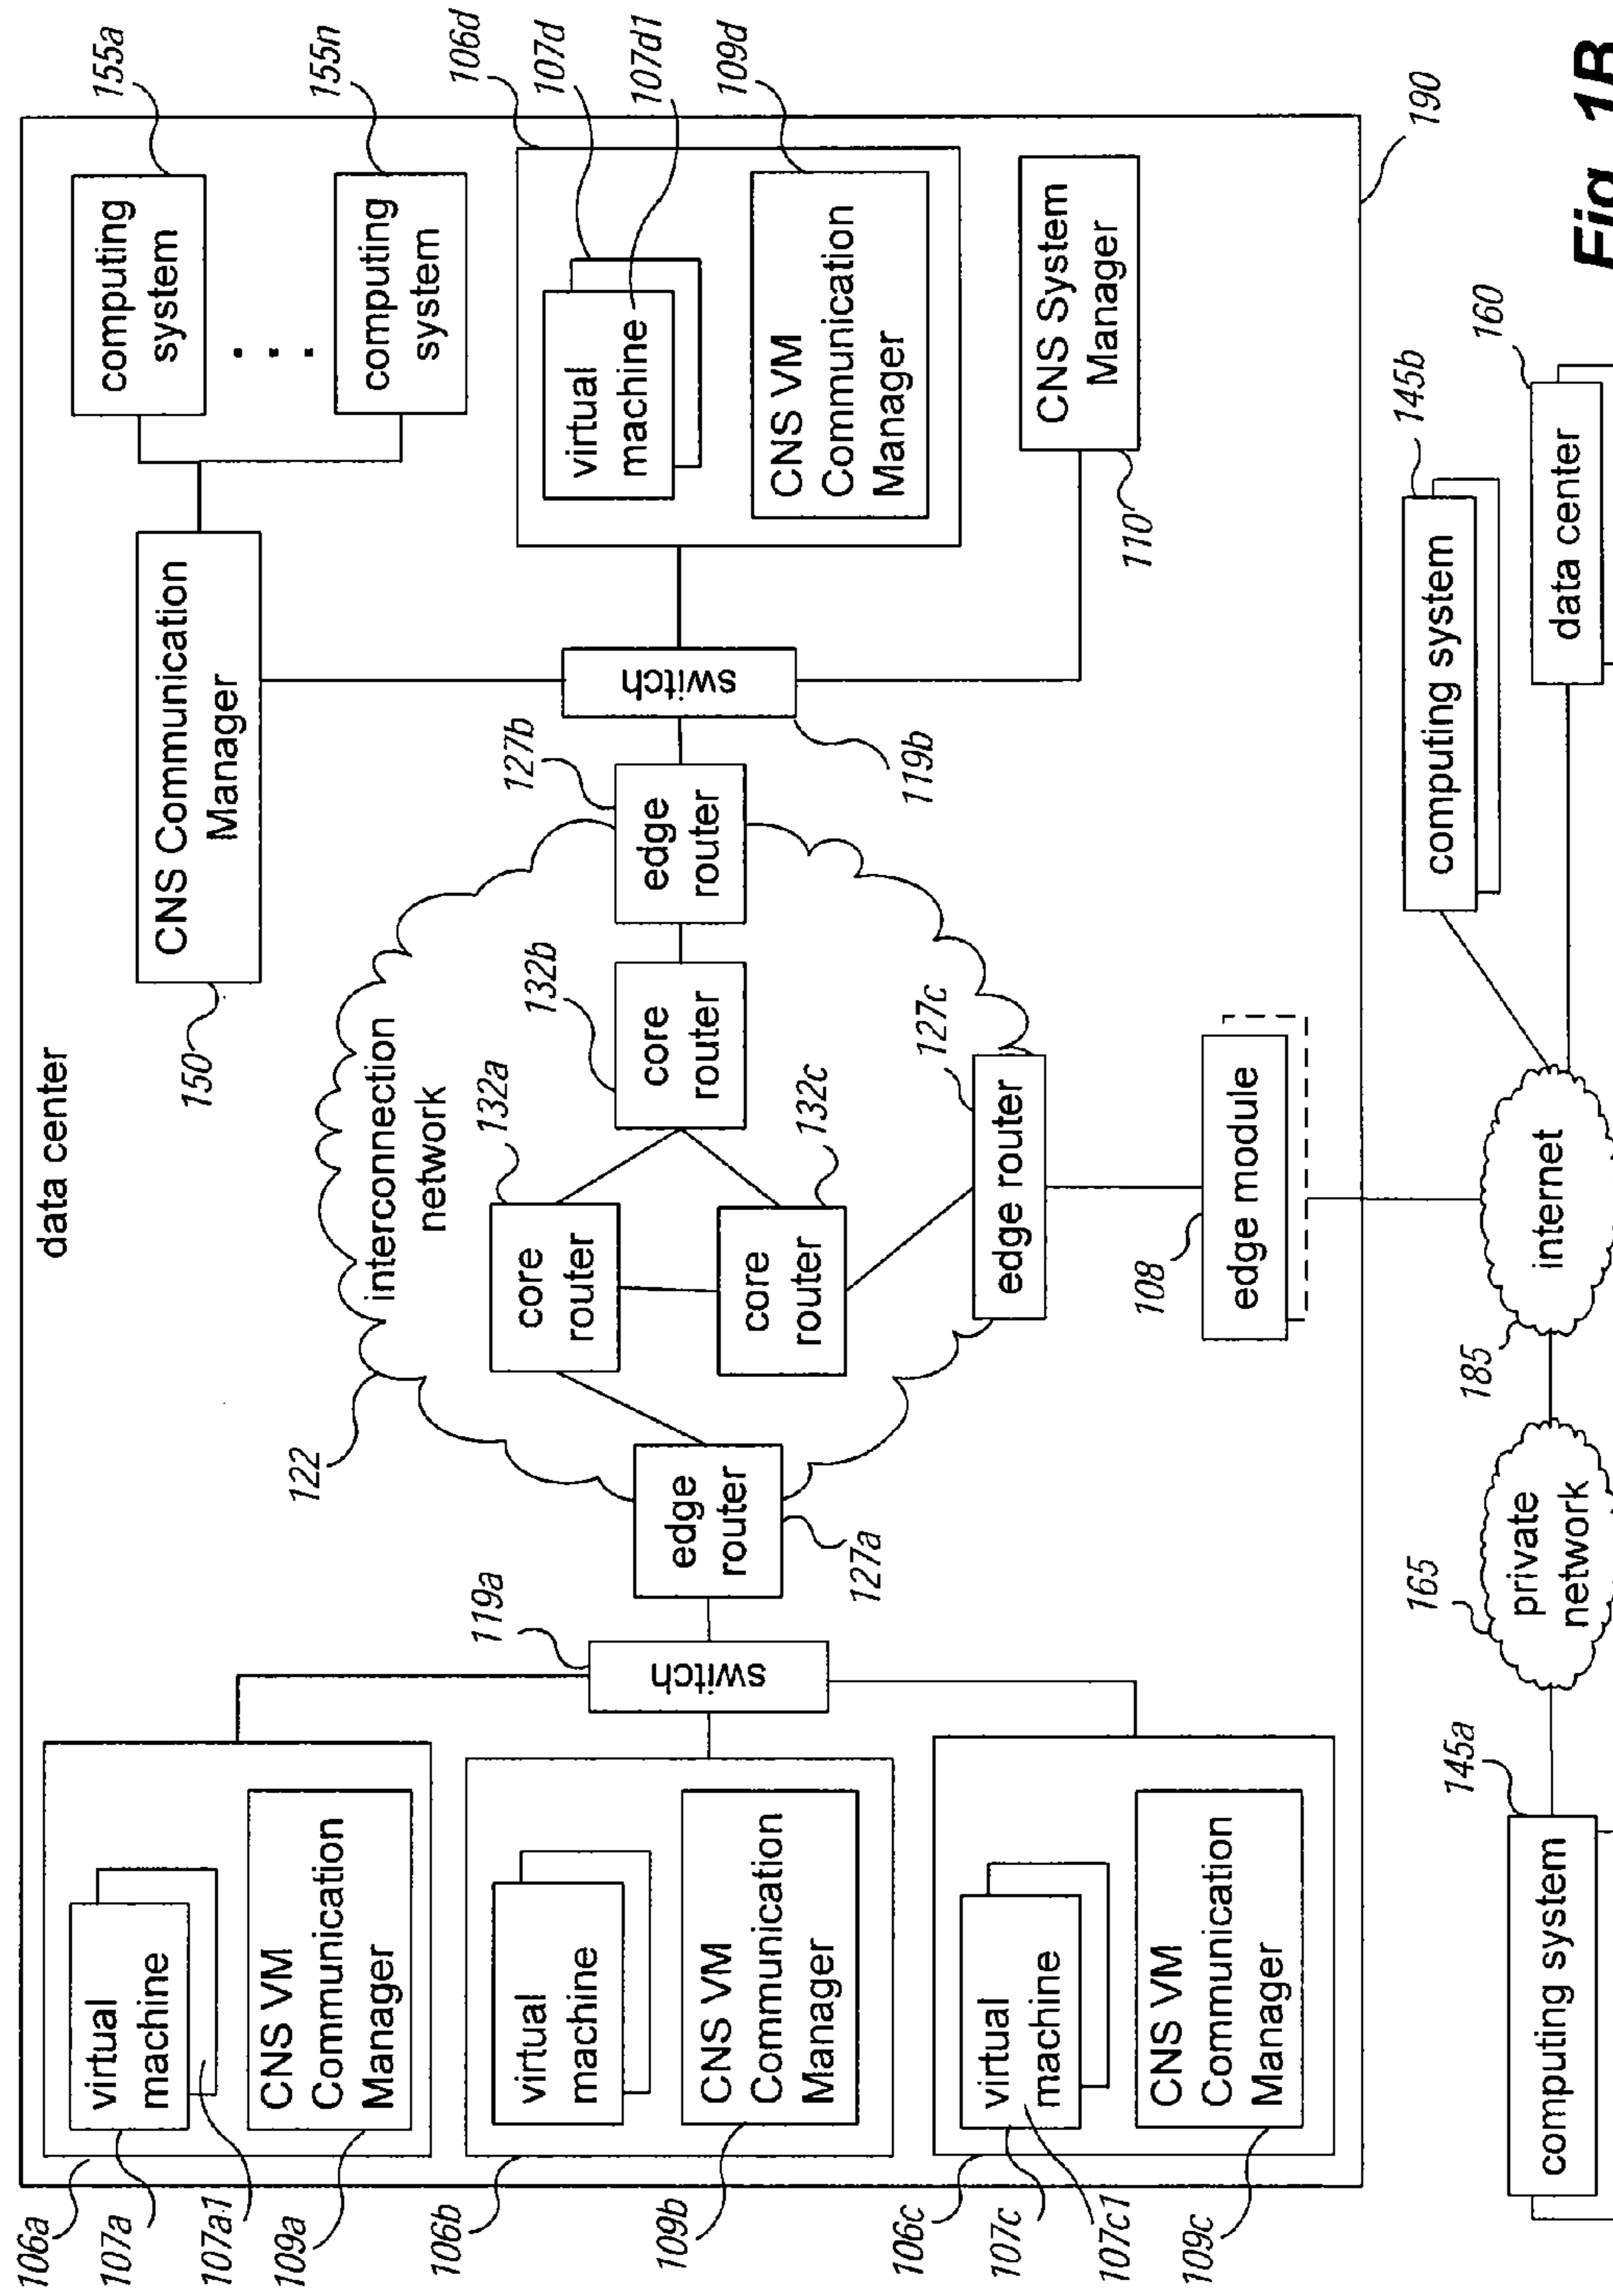 data center
106a
107a
107a1
109a
virtual
machine
CNS VM
Communication
Manager
106b
109b
virtual
machine
CNS VM
Communication
Manager
106c
107c
107c1
109c
virtual
machine
CNS VM
Communication
Manager
119a
switch
122
interconnection
network
edge
router
127a
core
router
132a
core
router
132b
core
router
132c
edge
router
127b
edge router
127c
108
edge module
switch
119b
150
CNS Communication
Manager
computing
system
155a
...
computing
system
155n
106d
107d
107d1
109d
virtual
machine
CNS VM
Communication
Manager
110
CNS System
Manager
190
145a
computing system
165
private
network
185
internet
computing system
145b
data center
160
Fig. 1B